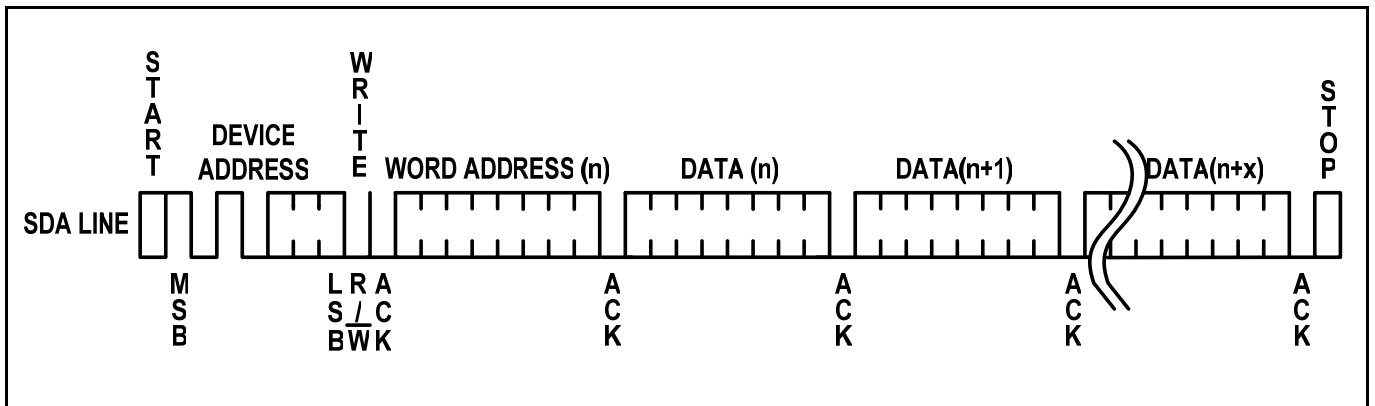 START
WRITE
STOP
DEVICE
ADDRESS
WORD ADDRESS (n)
DATA (n)
DATA(n+1)
DATA(n+x)
SDA LINE
MSB
LSB
R/W
ACK
ACK
ACK
ACK
ACK